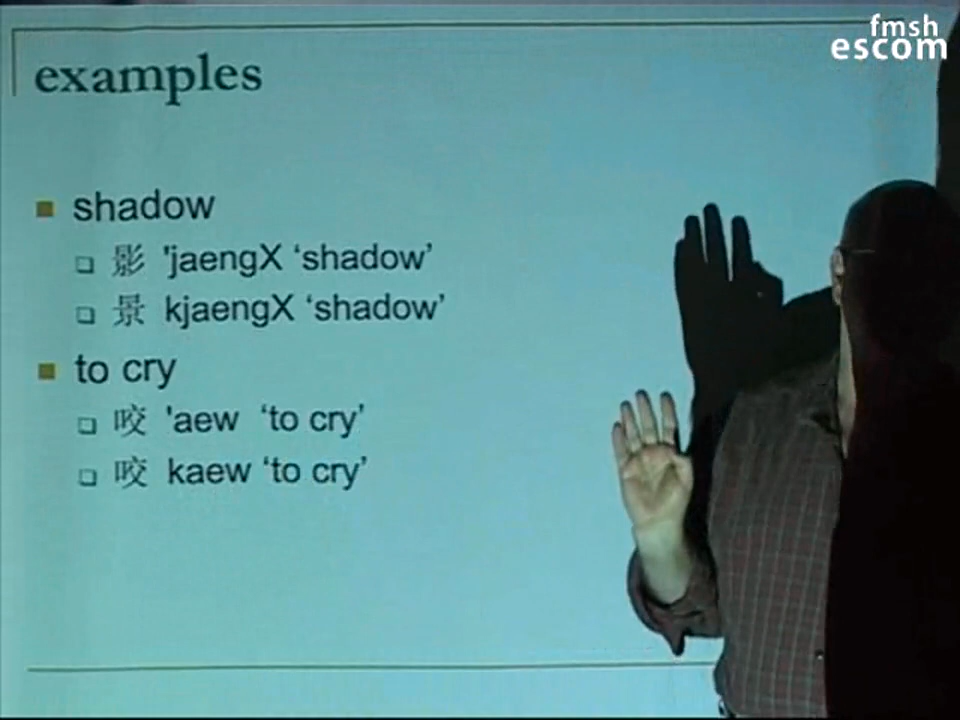 fmsh
escom
examples
shadow
影 'jaengX ‘shadow’
景 kjaengX ‘shadow’
to cry
咬 'aew ‘to cry’
咬 kaew ‘to cry’